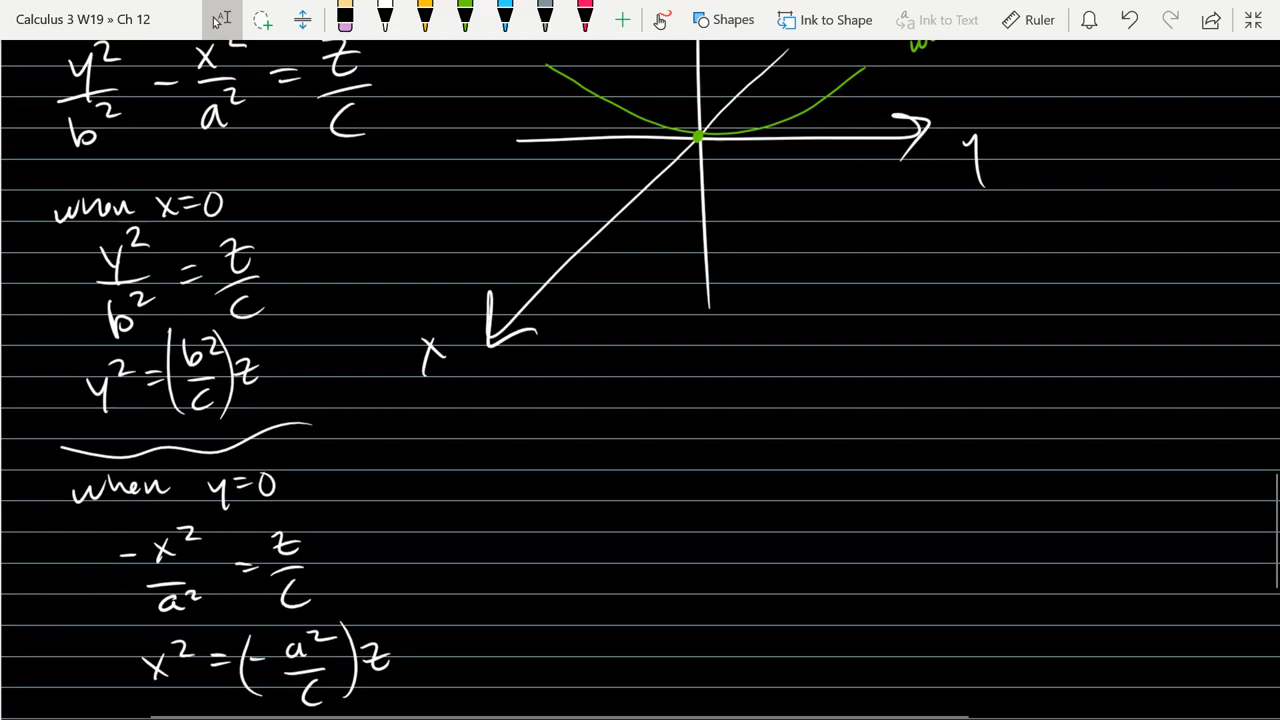 Calculus 3 W19 » Ch 12
Shapes
Ink to Shape
Ink to Text
Ruler
y²/b² - x²/a² = z/c
y
when x=0
y²/b² = z/c
y² = (b²/c)z
x
when y=0
-x²/a² = z/c
x² = (-a²/c)z